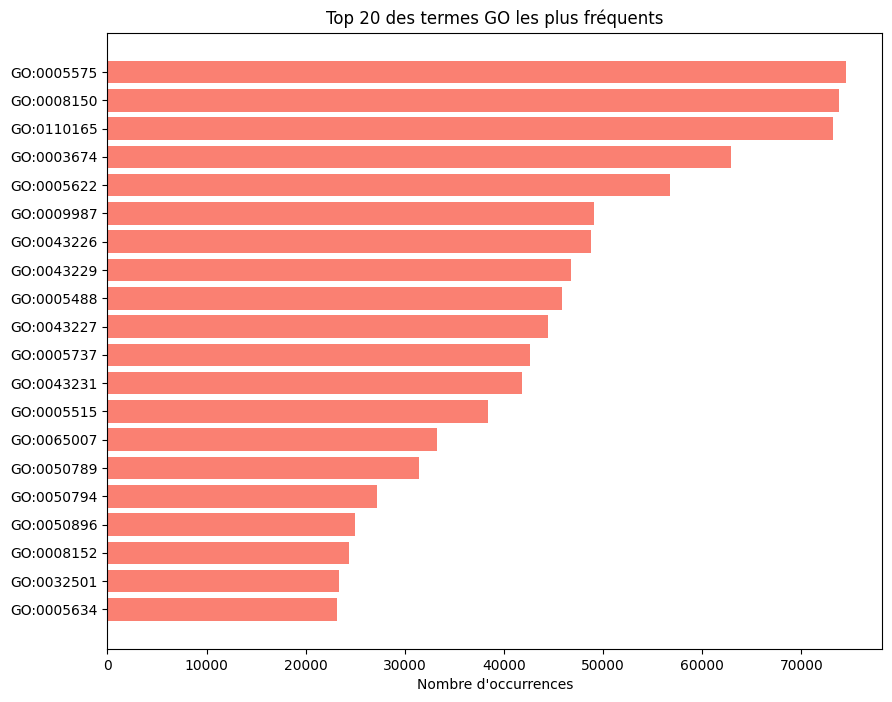 Top 20 des termes GO les plus fréquents
GO:0005575
GO:0008150
GO:0110165
GO:0003674
GO:0005622
GO:0009987
GO:0043226
GO:0043229
GO:0005488
GO:0043227
GO:0005737
GO:0043231
GO:0005515
GO:0065007
GO:0050789
GO:0050794
GO:0050896
GO:0008152
GO:0032501
GO:0005634
0 10000 20000 30000 40000 50000 60000 70000
Nombre d'occurrences